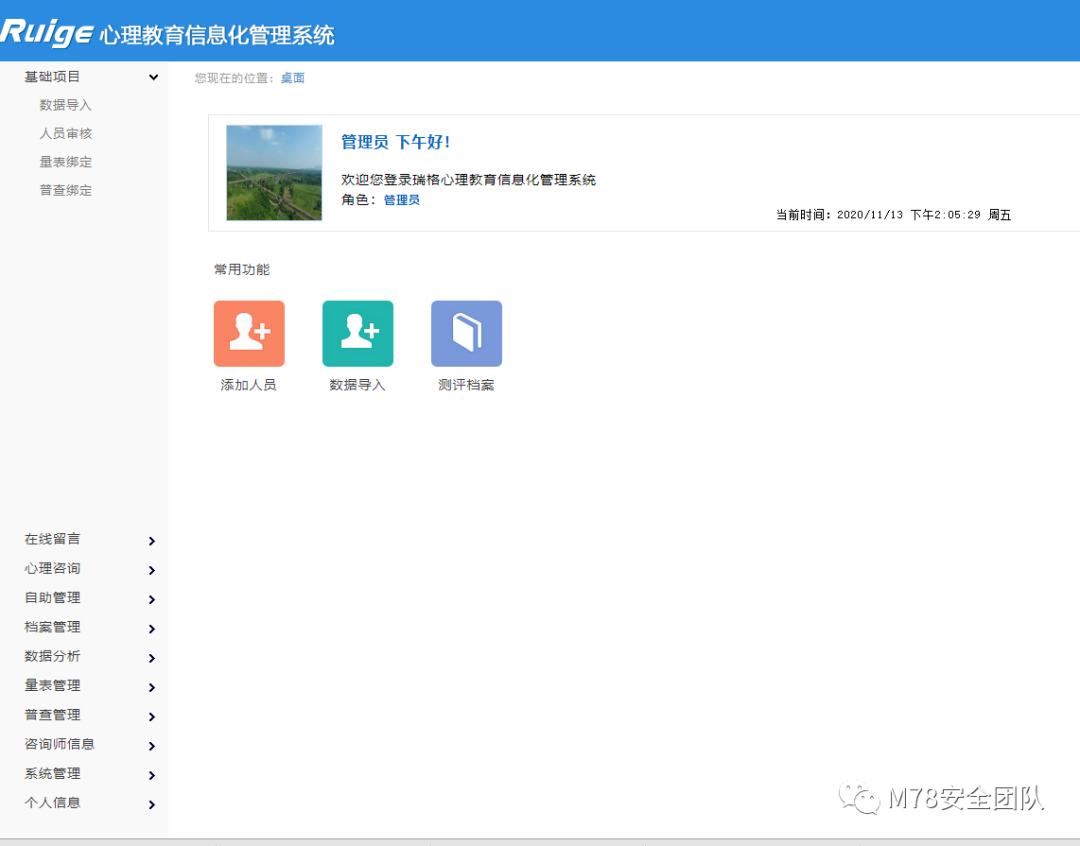 Ruige 心理教育信息化管理系统
基础项目
数据导入
人员审核
量表绑定
普查绑定
您现在的位置：桌面
管理员 下午好！
欢迎您登录瑞格心理教育信息化管理系统
角色：管理员
当前时间：2020/11/13 下午2:05:29 周五
常用功能
添加人员
数据导入
测评档案
在线留言
心理咨询
自助管理
档案管理
数据分析
量表管理
普查管理
咨询师信息
系统管理
个人信息
M78安全团队